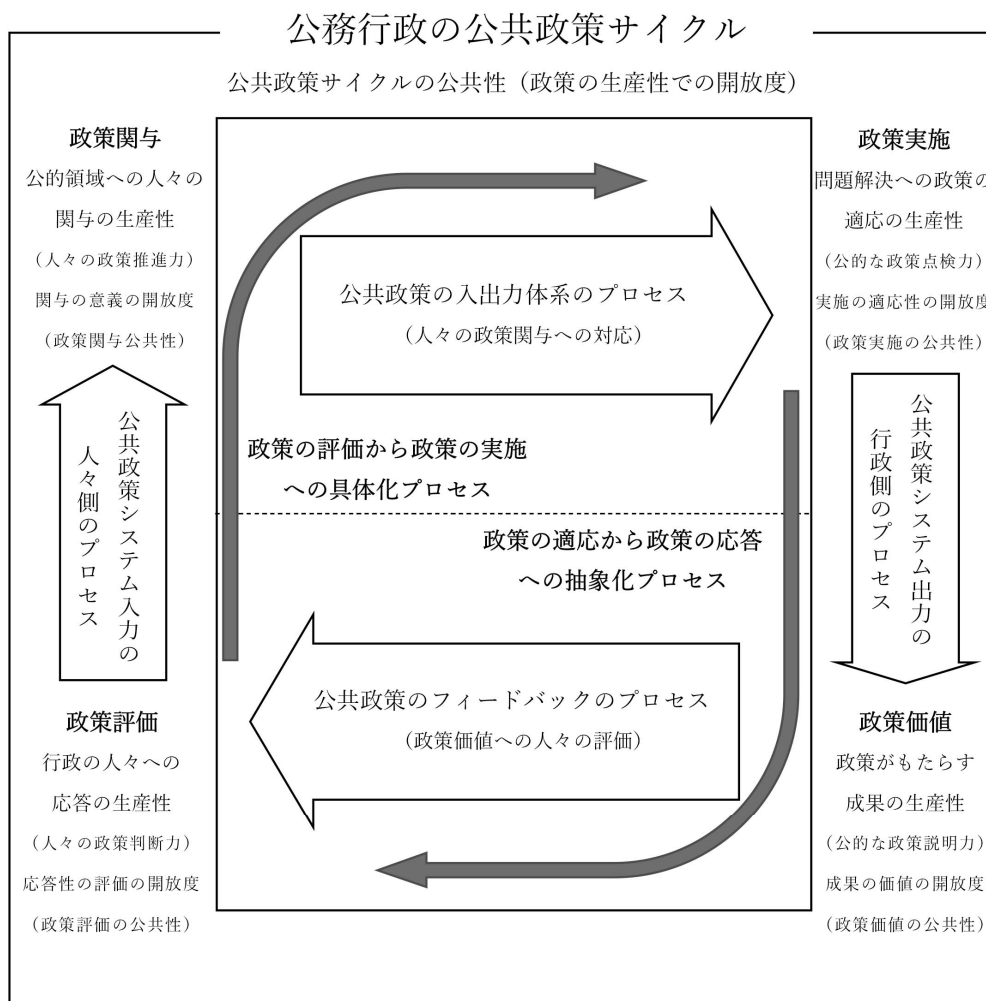 公務行政の公共政策サイクル
公共政策サイクルの公共性（政策の生産性での開放度）
政策関与
公的領域への人々の
関与の生産性
（人々の政策推進力）
関与の意義の開放度
（政策関与公共性）
政策実施
問題解決への政策の
適応の生産性
（公的な政策点検力）
実施の適応性の開放度
（政策実施の公共性）
公共政策の入出力体系のプロセス
（人々の政策関与への対応）
公共政策システム入力の
人々側のプロセス
政策の評価から政策の実施
への具体化プロセス
政策の適応から政策の応答
への抽象化プロセス
公共政策システム出力の
行政側のプロセス
公共政策のフィードバックのプロセス
（政策価値への人々の評価）
政策評価
行政の人々への
応答の生産性
（人々の政策判断力）
応答性の評価の開放度
（政策評価の公共性）
政策価値
政策がもたらす
成果の生産性
（公的な政策説明力）
成果の価値の開放度
（政策価値の公共性）